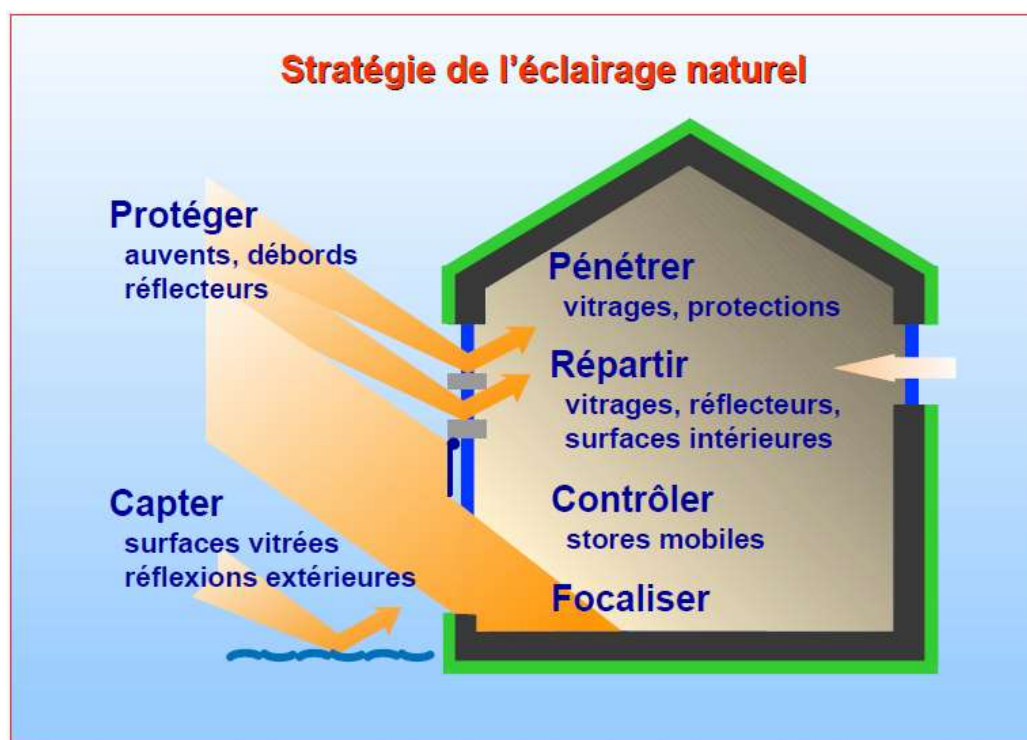 Stratégie de l'éclairage naturel
Protéger
auvents, débords
réflecteurs
Capter
surfaces vitrées
réflexions extérieures
Pénétrer
vitrages, protections
Répartir
vitrages, réflecteurs,
surfaces intérieures
Contrôler
stores mobiles
Focaliser